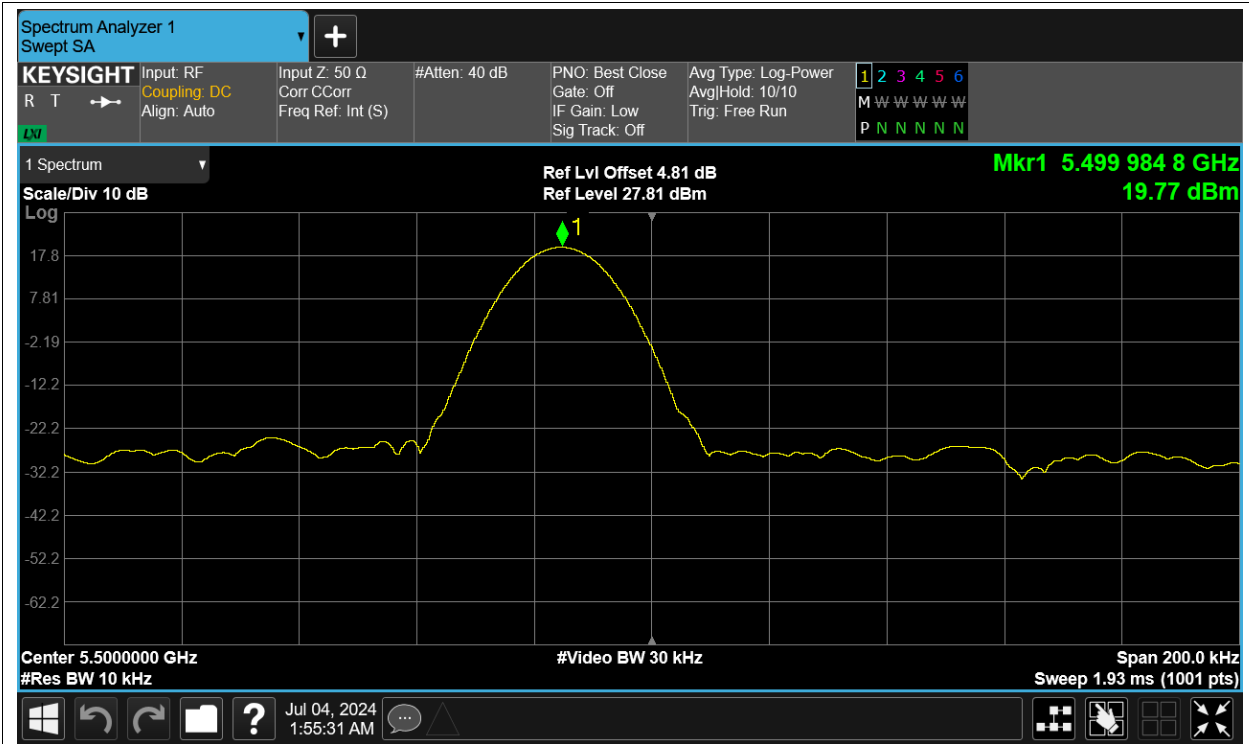 Spectrum Analyzer 1
Swept SA
KEYSIGHT
R T
LXI
Input: RF
Coupling: DC
Align: Auto
Input Z: 50 Ω
Corr CCorr
Freq Ref: Int (S)
#Atten: 40 dB
PNO: Best Close
Gate: Off
IF Gain: Low
Sig Track: Off
Avg Type: Log-Power
Avg|Hold: 10/10
Trig: Free Run
1 2 3 4 5 6
M W W W W W W
P N N N N N
1 Spectrum
Scale/Div 10 dB
Ref Lvl Offset 4.81 dB
Ref Level 27.81 dBm
Mkr1 5.499 984 8 GHz
19.77 dBm
Log
1
17.8
7.81
-2.19
-12.2
-22.2
-32.2
-42.2
-52.2
-62.2
Center 5.5000000 GHz
#Video BW 30 kHz
Span 200.0 kHz
#Res BW 10 kHz
Sweep 1.93 ms (1001 pts)
?
Jul 04, 2024
1:55:31 AM